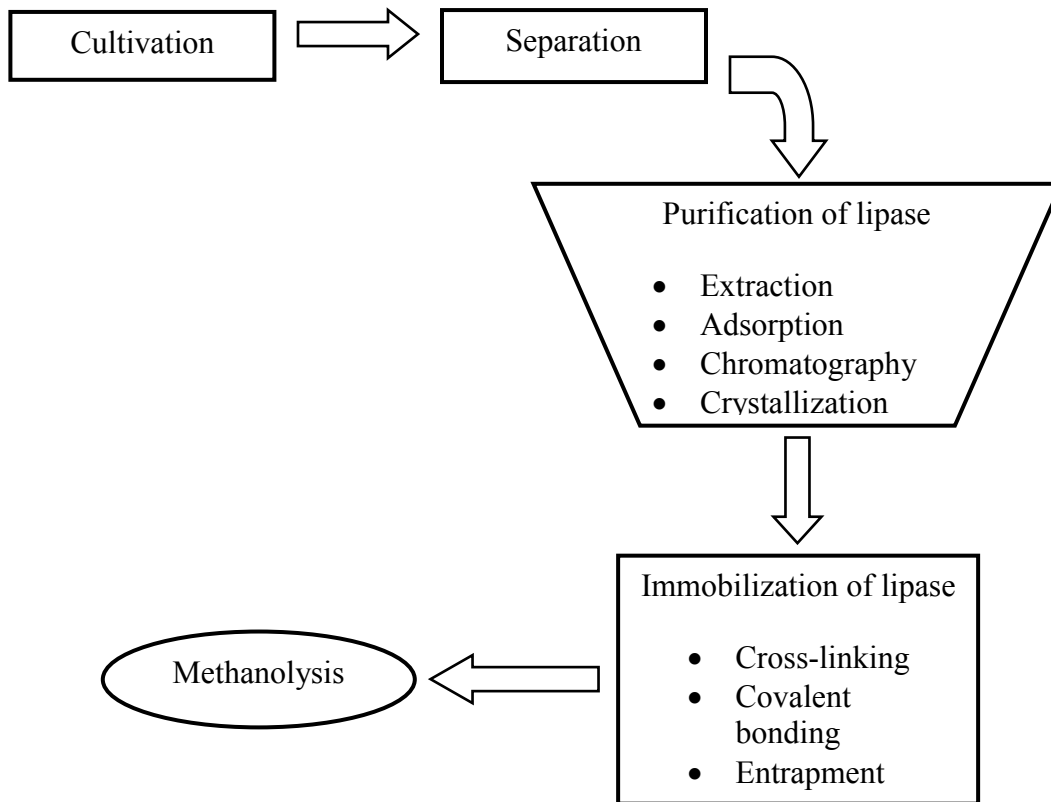 Cultivation
Separation
Purification of lipase
• Extraction
• Adsorption
• Chromatography
• Crystallization
Immobilization of lipase
• Cross-linking
• Covalent
bonding
• Entrapment
Methanolysis